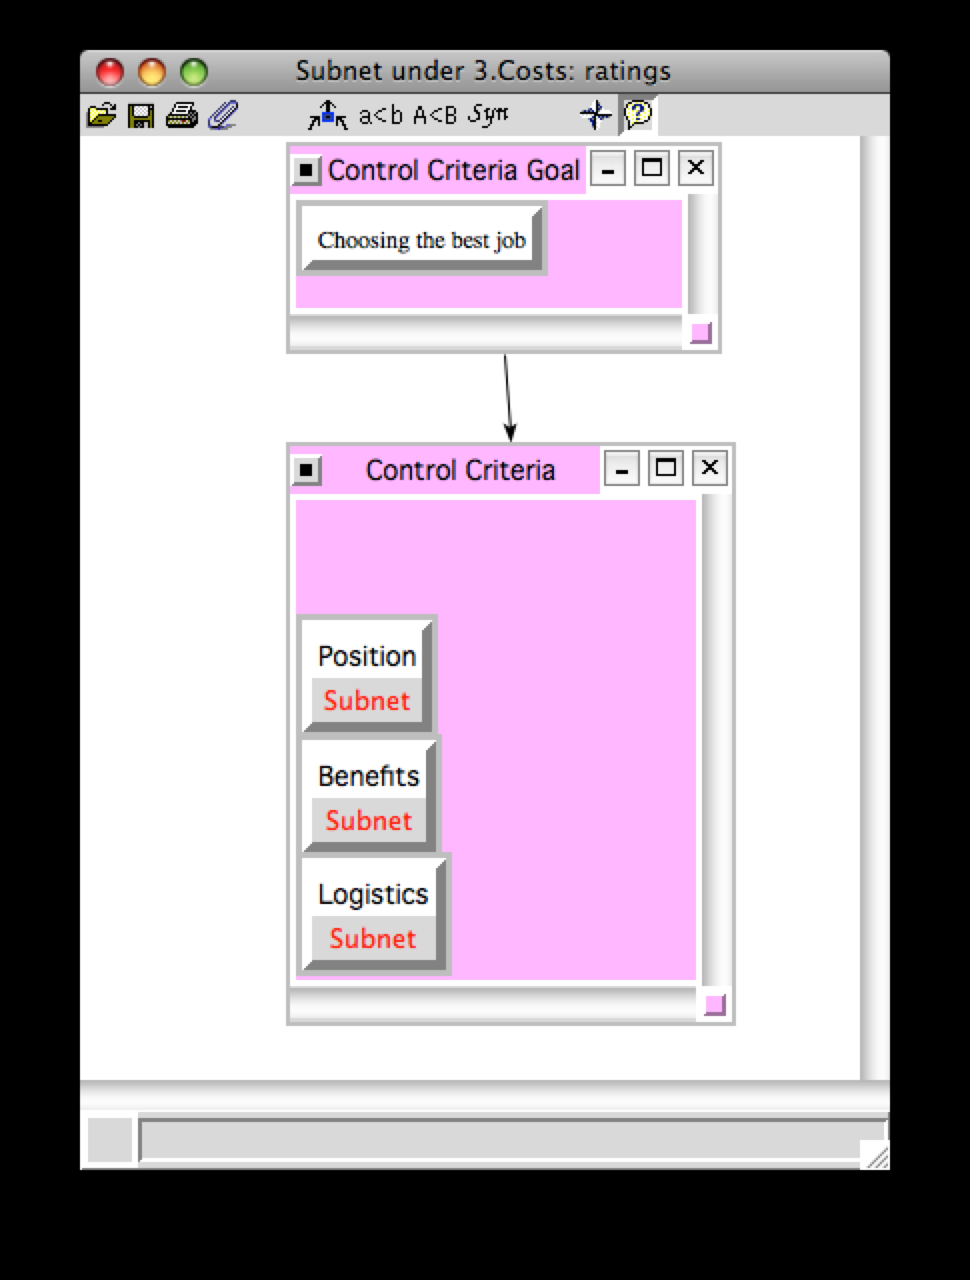 Subnet under 3.Costs: ratings
a<b A<B Syn
Control Criteria Goal
Choosing the best job
Control Criteria
Position
Subnet
Benefits
Subnet
Logistics
Subnet